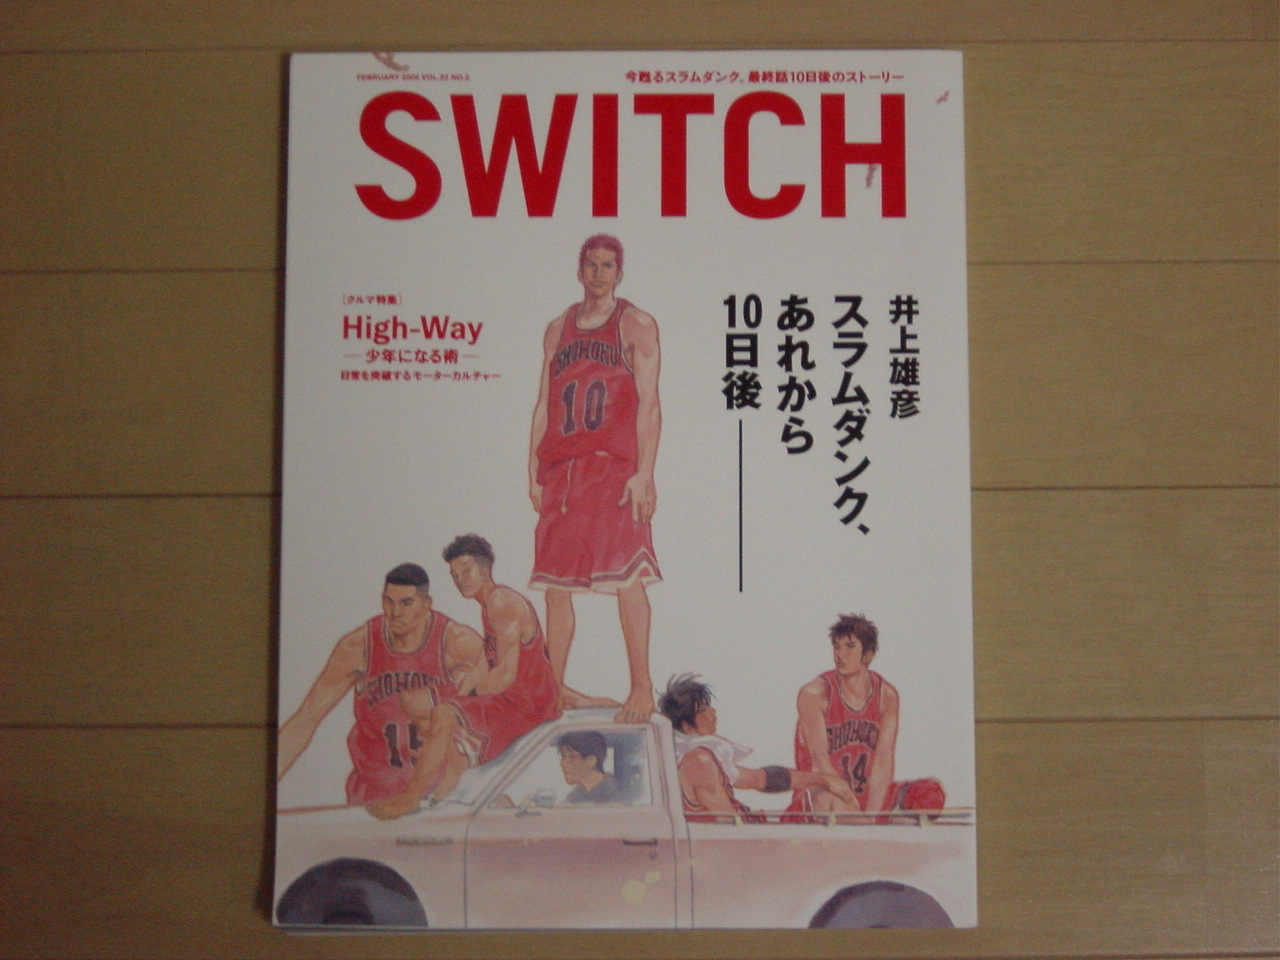 FEBRUARY 2005 VOL.23 NO.2
今甦るスラムダンク。最終話10日後のストーリー
SWITCH
[クルマ特集]
High-Way
—少年になる術—
日常を突破するモーターカルチャー
井上雄彦
スラムダンク、
あれから
10日後——
SHOHOKU
10
SHOHOKU
15
SHOHOKU
14